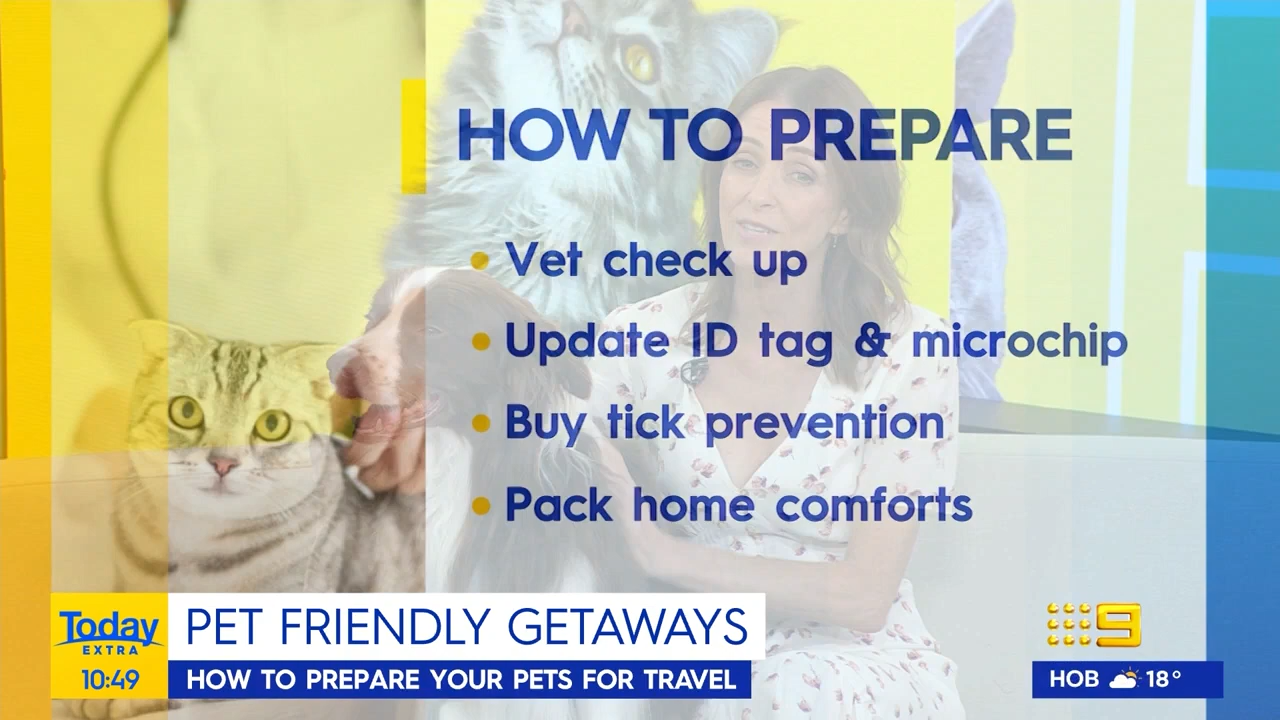 HOW TO PREPARE
• Vet check up
• Update ID tag & microchip
• Buy tick prevention
• Pack home comforts
Today
EXTRA
10:49
PET FRIENDLY GETAWAYS
HOW TO PREPARE YOUR PETS FOR TRAVEL
9
HOB 18°